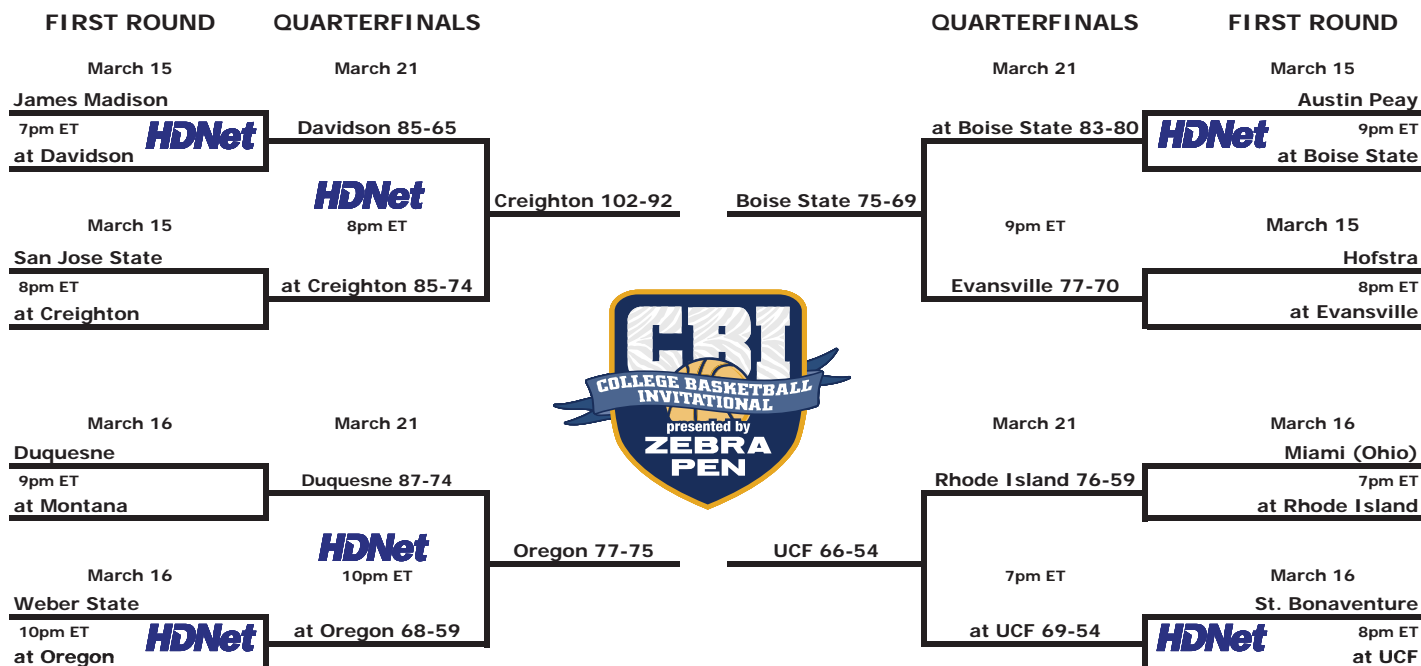 FIRST ROUND QUARTERFINALS QUARTERFINALS FIRST ROUND
March 15 March 21 March 21 March 15
James Madison Austin Peay
7pm ET HDNet Davidson 85-65 at Boise State 83-80 HDNet 9pm ET
at Davidson at Boise State
HDNet Creighton 102-92 Boise State 75-69
March 15 8pm ET 9pm ET March 15
San Jose State Hofstra
8pm ET at Creighton 85-74 Evansville 77-70 8pm ET
at Creighton at Evansville
CBI
COLLEGE BASKETBALL
INVITATIONAL
presented by
ZEBRA
PEN
March 16 March 21 March 21 March 16
Duquesne Miami (Ohio)
9pm ET Duquesne 87-74 Rhode Island 76-59 7pm ET
at Montana at Rhode Island
HDNet Oregon 77-75 UCF 66-54
March 16 10pm ET 7pm ET March 16
Weber State St. Bonaventure
10pm ET HDNet at Oregon 68-59 at UCF 69-54 HDNet 8pm ET
at Oregon at UCF